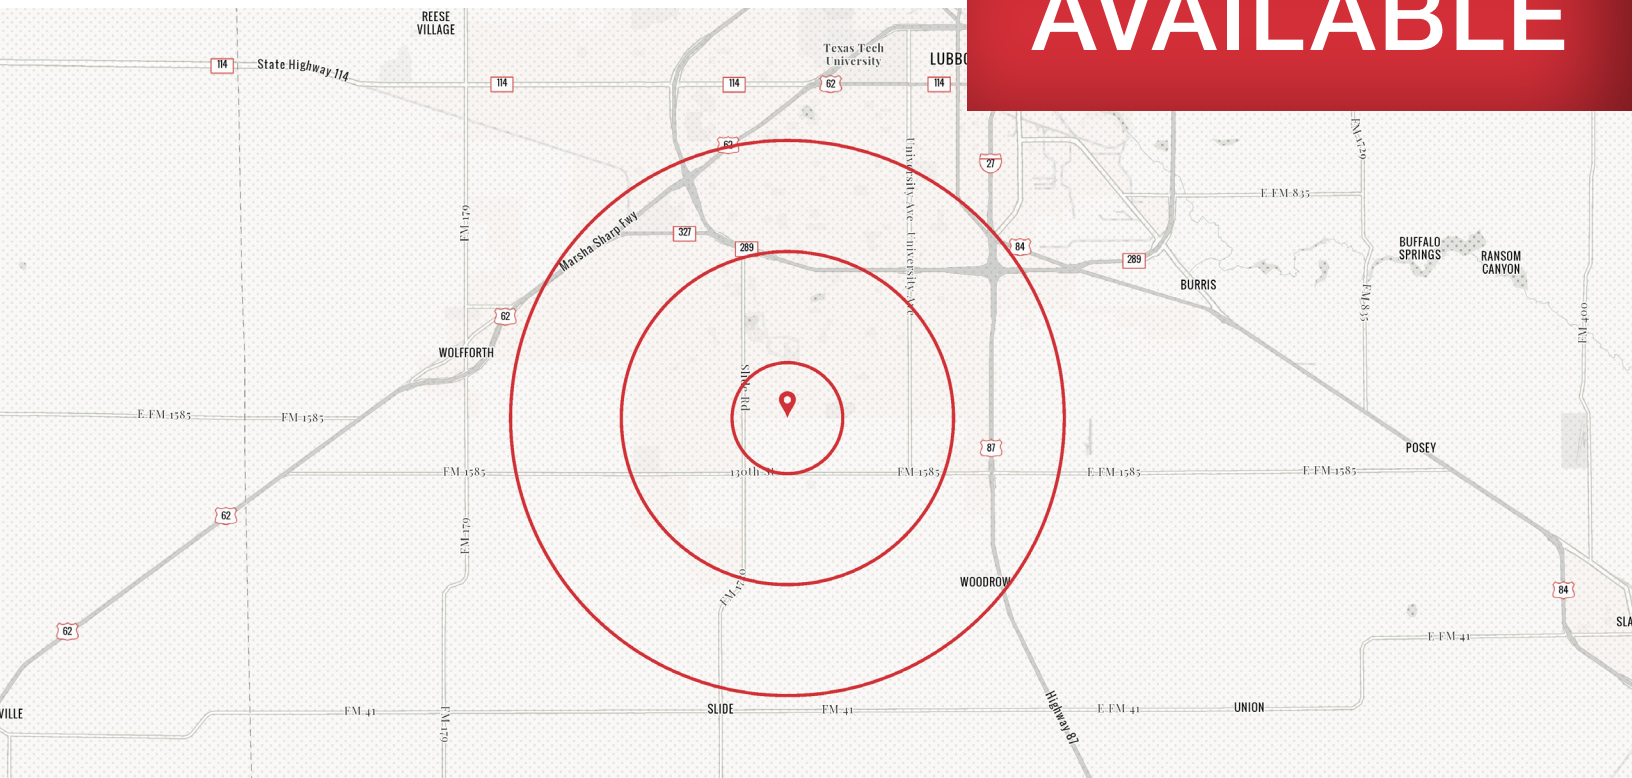 AVAILABLE
REESE
VILLAGE
Texas Tech
University
LUBBO
114
State Highway 114
114
114
62
114
62
27
FM 1729
E FM 835
FM 179
University Ave
University Ave
327
289
84
289
Marsha Sharp Fwy
BUFFALO
SPRINGS
RANSOM
CANYON
BURRIS
FM 835
FM 400
62
WOLFFORTH
Slide Rd
E FM 1585
FM 1585
87
POSEY
FM 1585
130th St
FM 1585
E FM 1585
E FM 1585
62
FM 179
FM 1730
WOODROW
84
62
SLA
E FM 41
VILLE
FM 41
FM 179
SLIDE
FM 41
Highway 87
E FM 41
UNION